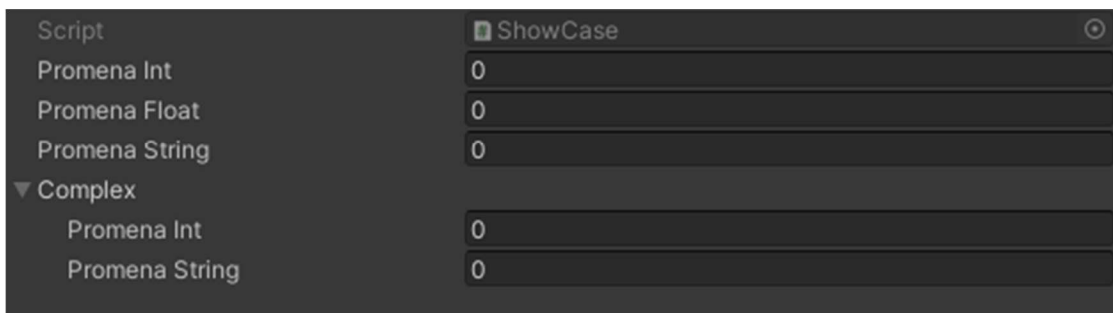 Script ShowCase
Promena Int 0
Promena Float 0
Promena String 0
Complex
Promena Int 0
Promena String 0